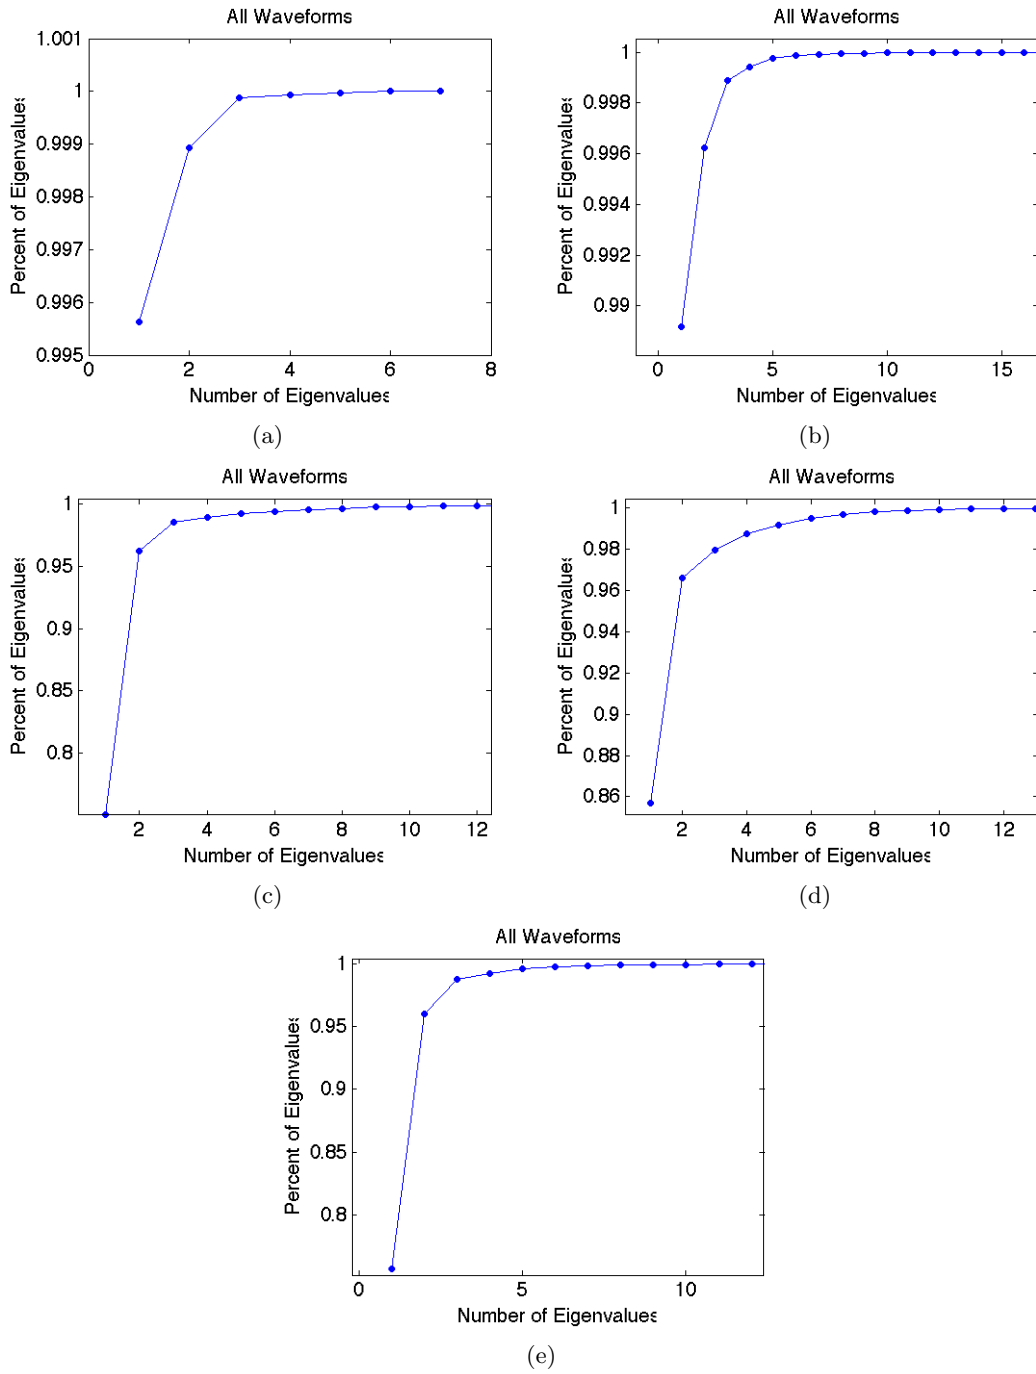 All Waveforms
1.001
1
0.999
0.998
0.997
0.996
0.995
0 2 4 6 8
Percent of Eigenvalues
Number of Eigenvalues
(a)
All Waveforms
1
0.998
0.996
0.994
0.992
0.99
0 5 10 15
Percent of Eigenvalues
Number of Eigenvalues
(b)
All Waveforms
1
0.95
0.9
0.85
0.8
2 4 6 8 10 12
Percent of Eigenvalues
Number of Eigenvalues
(c)
All Waveforms
1
0.98
0.96
0.94
0.92
0.9
0.88
0.86
2 4 6 8 10 12
Percent of Eigenvalues
Number of Eigenvalues
(d)
All Waveforms
1
0.95
0.9
0.85
0.8
0 5 10
Percent of Eigenvalues
Number of Eigenvalues
(e)